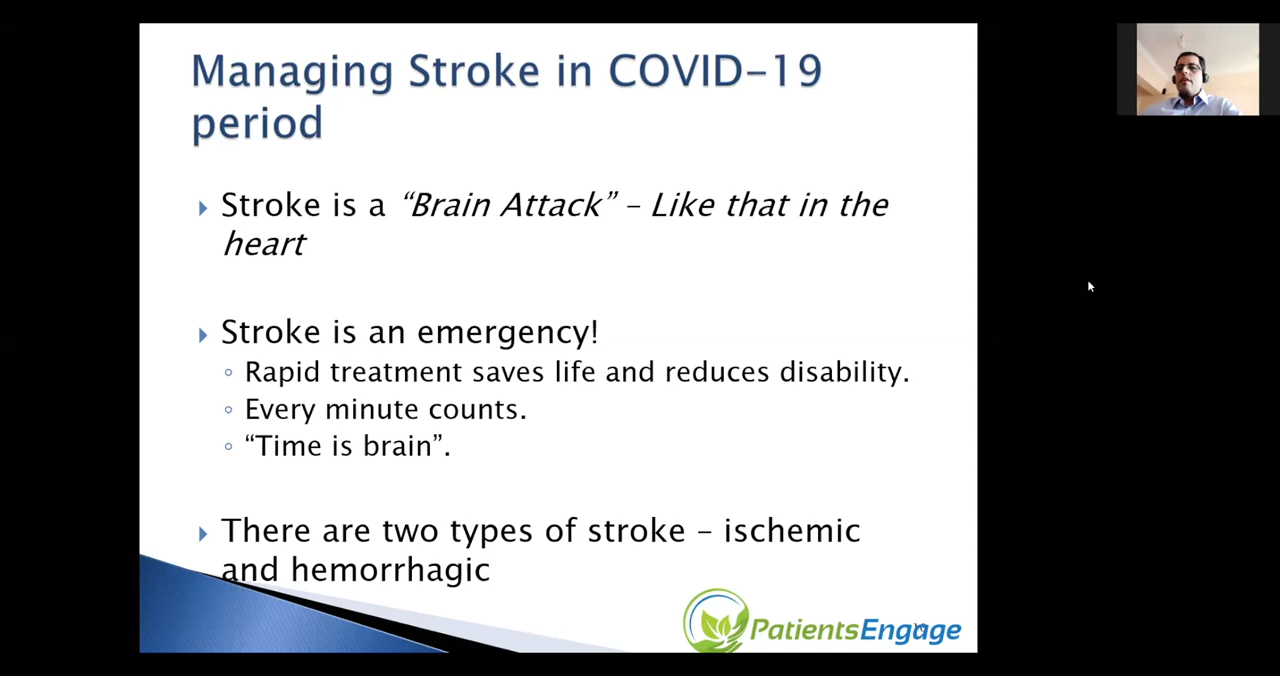 Managing Stroke in COVID-19
period
Stroke is a “Brain Attack” – Like that in the
heart
Stroke is an emergency!
Rapid treatment saves life and reduces disability.
Every minute counts.
“Time is brain”.
There are two types of stroke – ischemic
and hemorrhagic
PatientsEngage